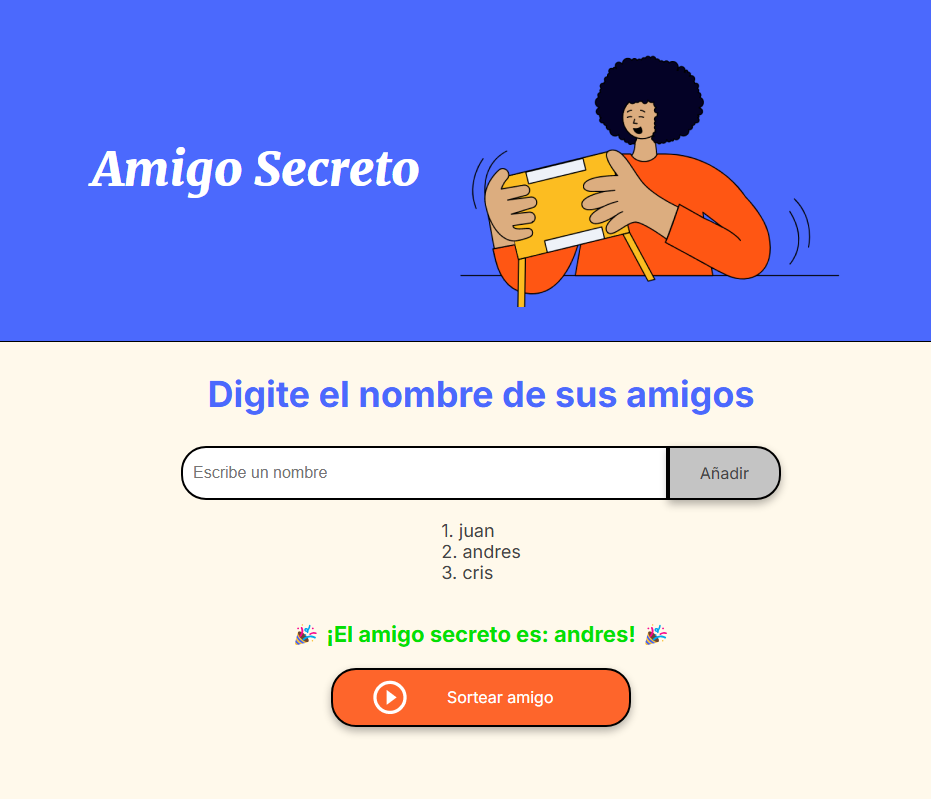 Amigo Secreto
Digite el nombre de sus amigos
Escribe un nombre
Añadir
1. juan
2. andres
3. cris
🎉 ¡El amigo secreto es: andres! 🎉
Sortear amigo